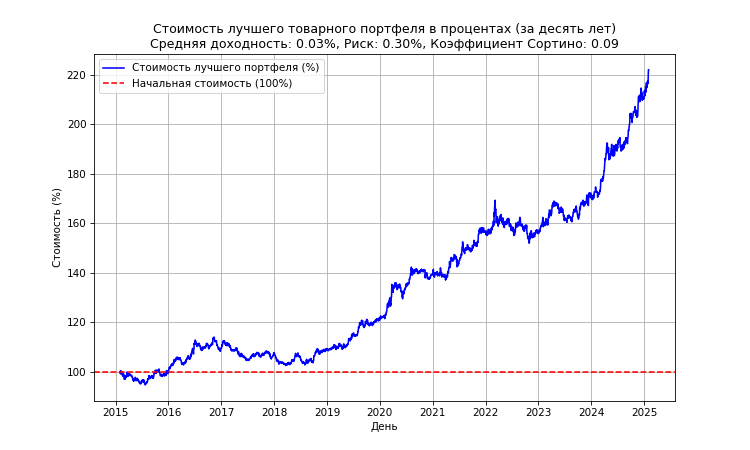 Стоимость лучшего товарного портфеля в процентах (за десять лет)
Средняя доходность: 0.03%, Риск: 0.30%, Коэффициент Сортино: 0.09
Стоимость лучшего портфеля (%)
Начальная стоимость (100%)
Стоимость (%)
220
200
180
160
140
120
100
2015 2016 2017 2018 2019 2020 2021 2022 2023 2024 2025
День